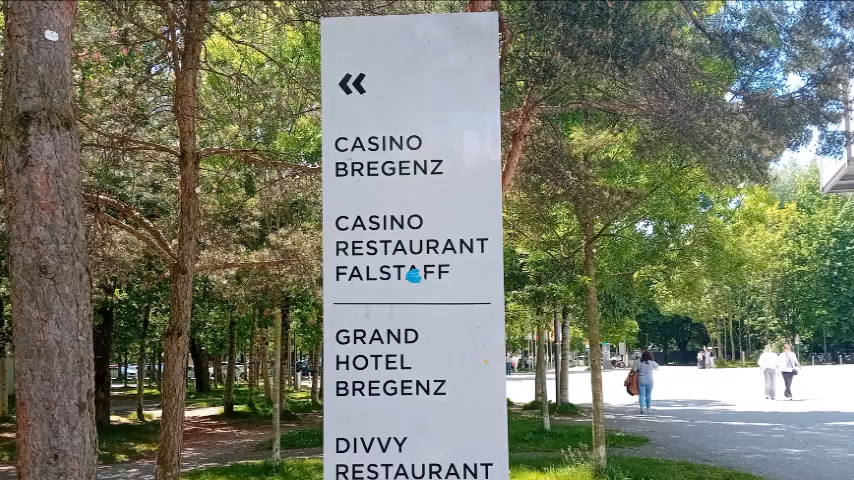 CASINO
BREGENZ
CASINO
RESTAURANT
FALSTAFF
GRAND
HOTEL
BREGENZ
DIVVY
RESTAURANT